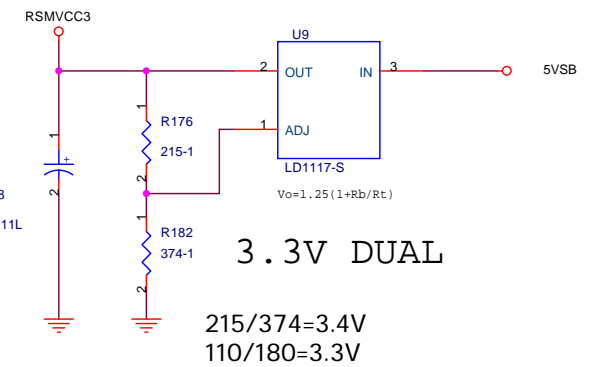 RSMVCC3
U9
2 OUT IN 3
5VSB
1 ADJ
LD1117-S
Vo=1.25(1+Rb/Rt)
1
R176
215-1
2
1
2
11L
1
R182
374-1
2
3.3V DUAL
215/374=3.4V
110/180=3.3V